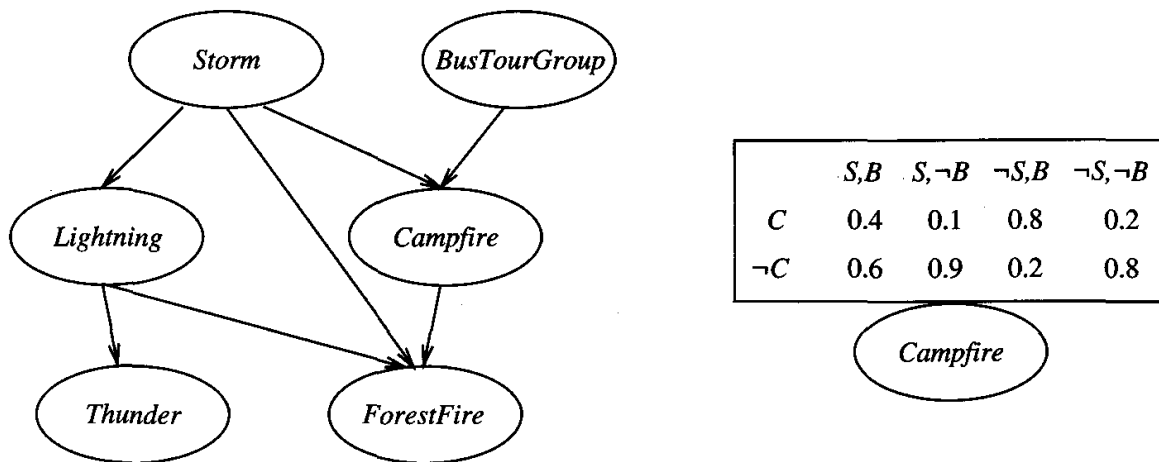 Storm
BusTourGroup
Lightning
Campfire
Thunder
ForestFire
S,B S,¬B ¬S,B ¬S,¬B
C 0.4 0.1 0.8 0.2
¬C 0.6 0.9 0.2 0.8
Campfire